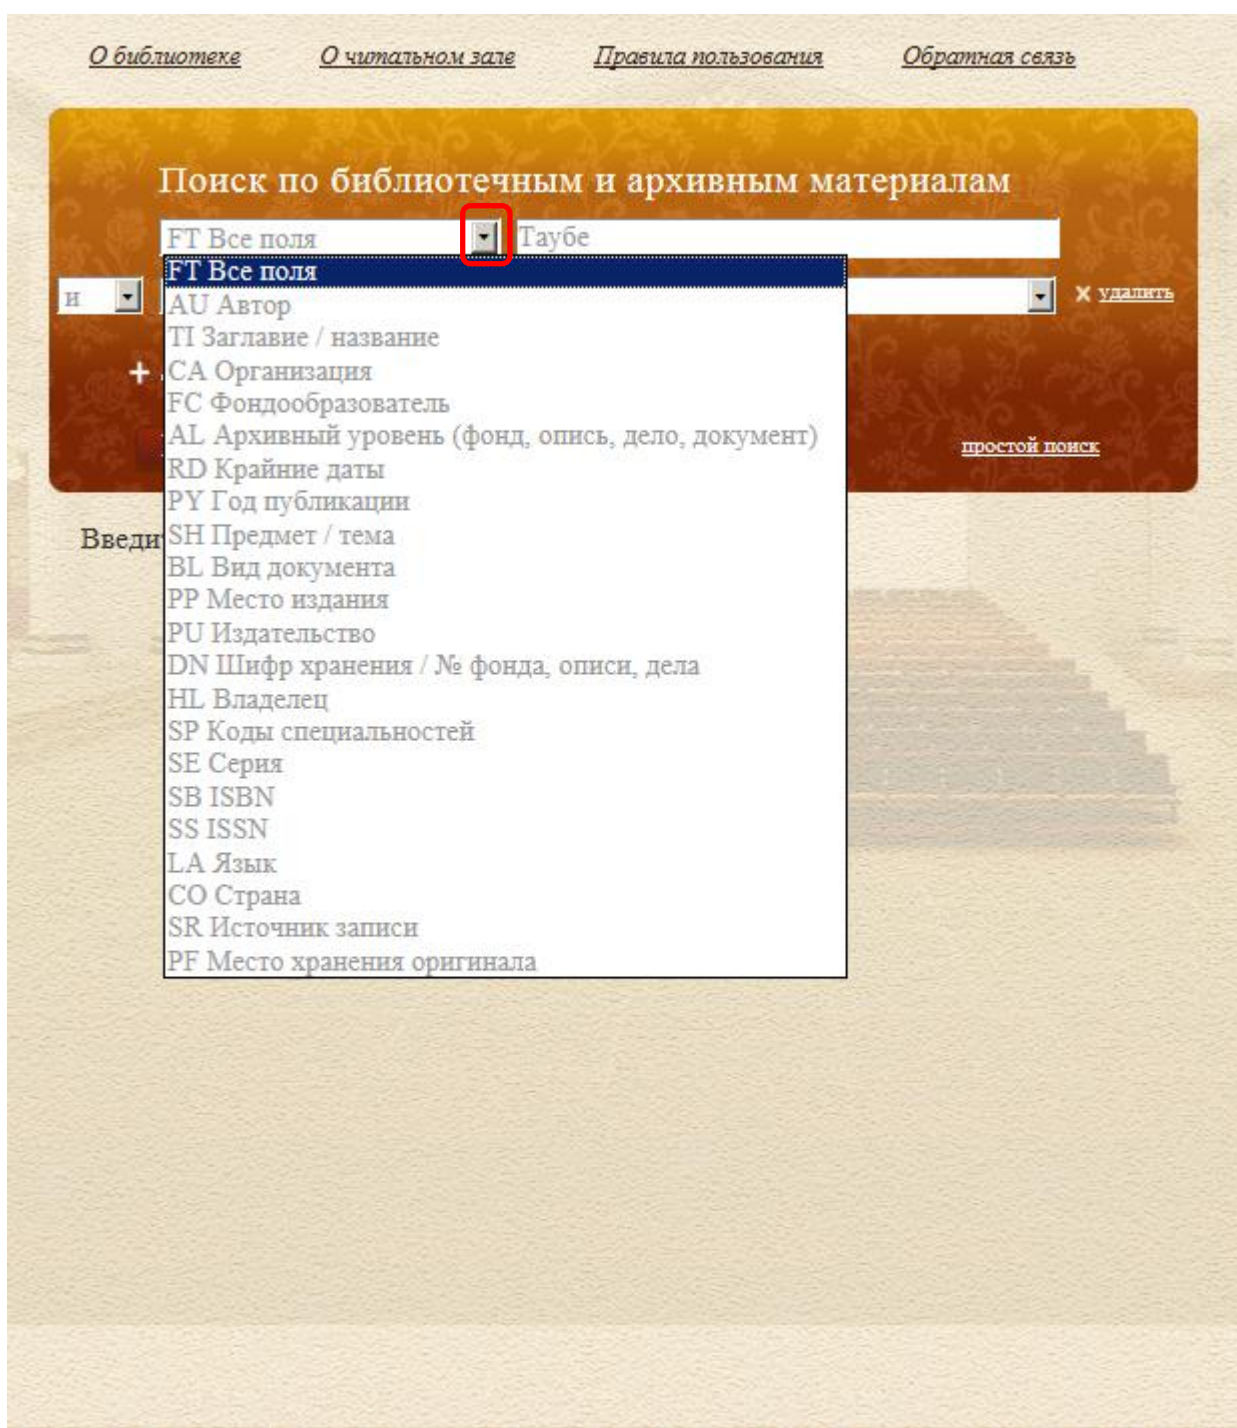 О библиотеке О читальном зале Правила пользования Обратная связь
Поиск по библиотечным и архивным материалам
FT Все поля Таубе
FT Все поля
и удалить
AU Автор
TI Заглавие / название
CA Организация
FC Фондообразователь
AL Архивный уровень (фонд, опись, дело, документ)
простой поиск
RD Крайние даты
PY Год публикации
SH Предмет / тема
BL Вид документа
PP Место издания
PU Издательство
DN Шифр хранения / № фонда, описи, дела
HL Владелец
SP Коды специальностей
SE Серия
SB ISBN
SS ISSN
LA Язык
CO Страна
SR Источник записи
PF Место хранения оригинала